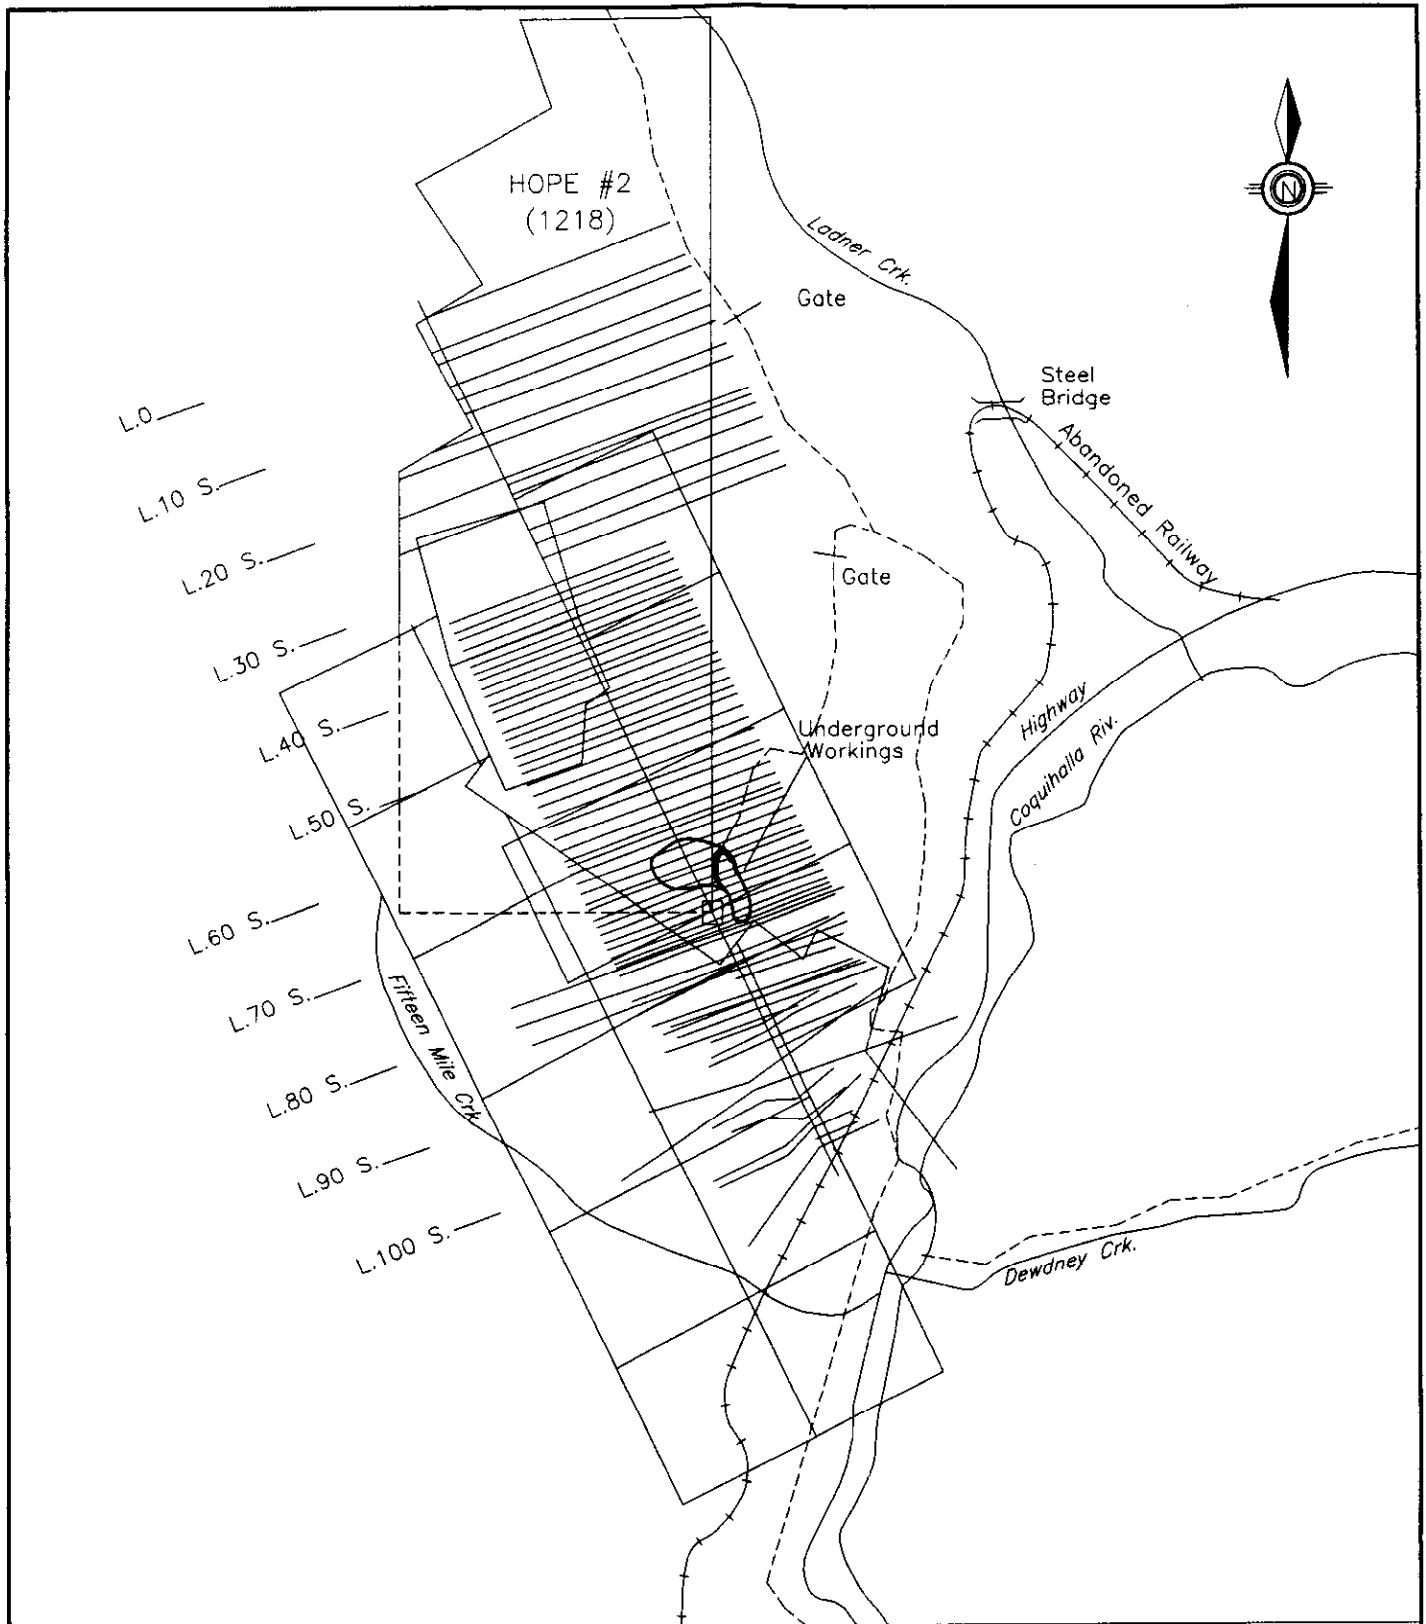 HOPE #2
(1218)
N
Ladner Crk.
Gate
Steel
Bridge
Abandoned Railway
L.0
L.10 S.
L.20 S.
Gate
L.30 S.
L.40 S.
Underground
Workings
Highway
Coquihalla Riv.
L.50 S.
L.60 S.
L.70 S.
Fifteen Mile Crk.
L.80 S.
L.90 S.
L.100 S.
Dewdney Crk.